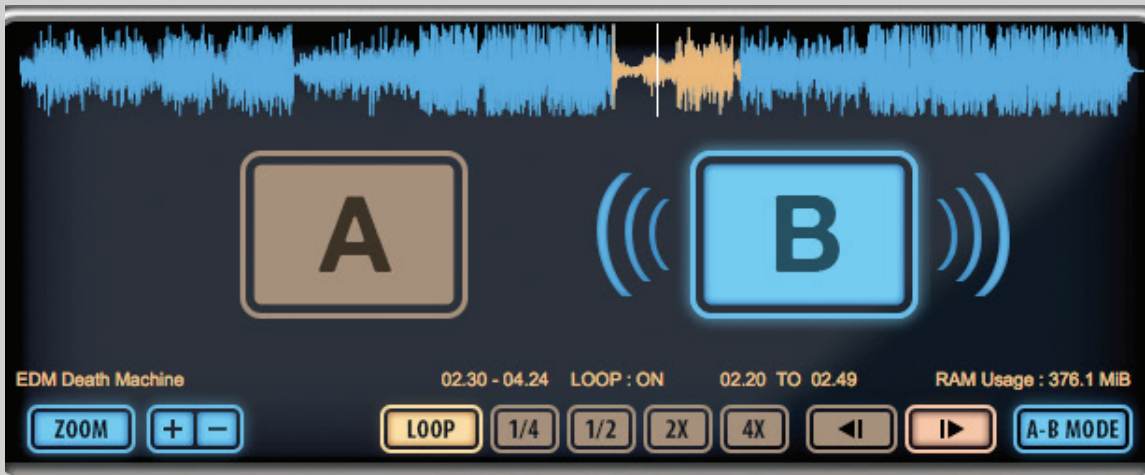 A
B
EDM Death Machine 02.30 - 04.24 LOOP : ON 02.20 TO 02.49 RAM Usage : 376.1 MiB
ZOOM + - LOOP 1/4 1/2 2X 4X A-B MODE